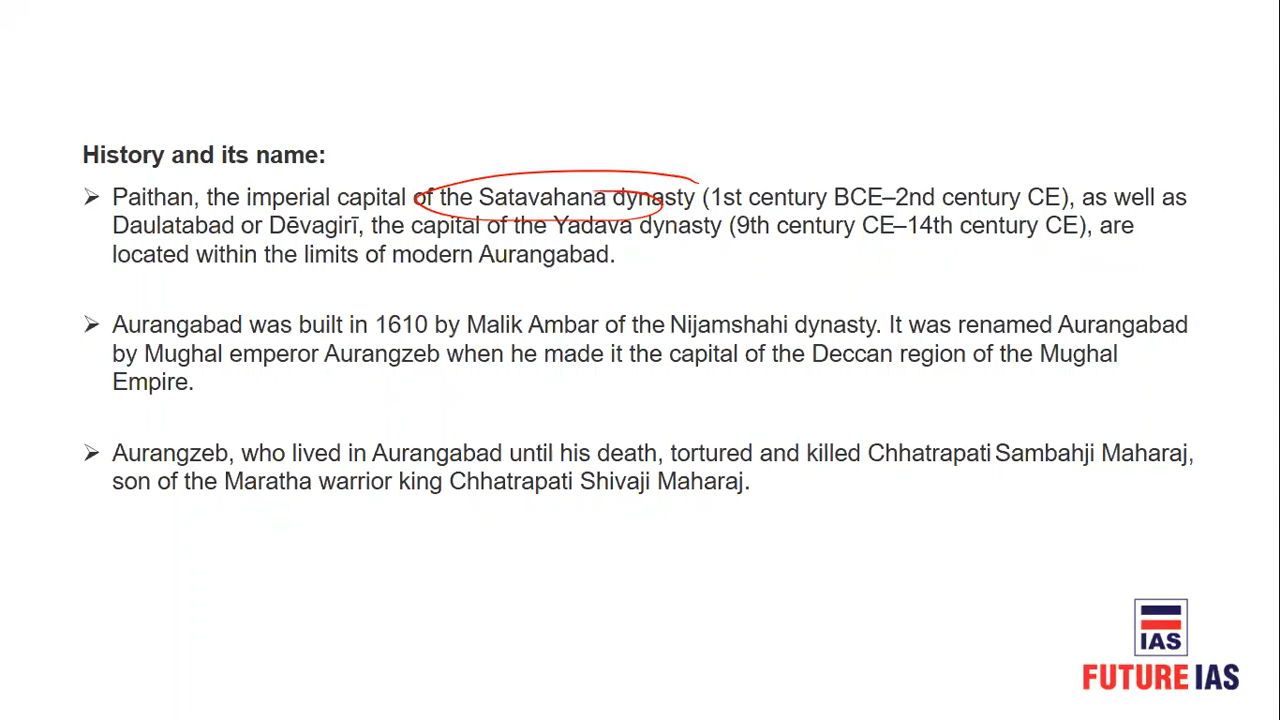 History and its name:
➢ Paithan, the imperial capital of the Satavahana dynasty (1st century BCE–2nd century CE), as well as
Daulatabad or Dēvagirī, the capital of the Yadava dynasty (9th century CE–14th century CE), are
located within the limits of modern Aurangabad.
➢ Aurangabad was built in 1610 by Malik Ambar of the Nijamshahi dynasty. It was renamed Aurangabad
by Mughal emperor Aurangzeb when he made it the capital of the Deccan region of the Mughal
Empire.
➢ Aurangzeb, who lived in Aurangabad until his death, tortured and killed Chhatrapati Sambahji Maharaj,
son of the Maratha warrior king Chhatrapati Shivaji Maharaj.
IAS
FUTURE IAS